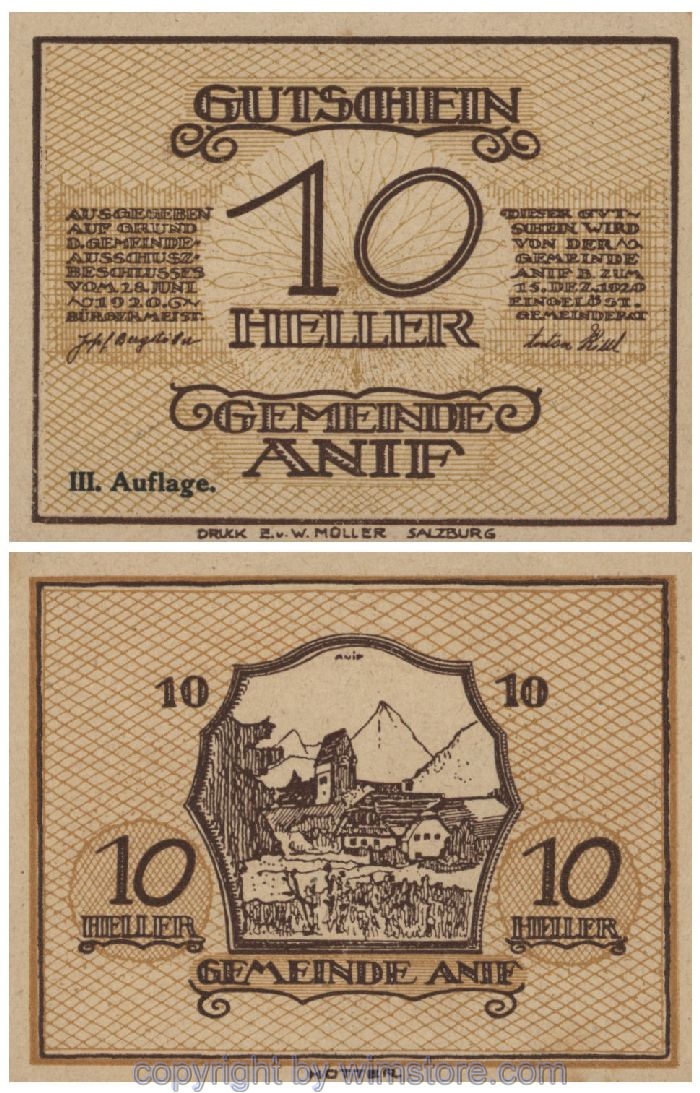 GUTSCHEIN
10
HELLER
AUSGEGEBEN
AUF GRUND
D. GEMEINDE-
AUSSCHUSZ-
BESCHLUSSES
VOM 28. JUNI
1920.
BÜRGERMEIST.
DIESER GUT-
SCHEIN WIRD
VON DER
GEMEINDE
ANIF B. ZUM
15. DEZ. 1920
EINGELÖST.
GEMEINDERAT
GEMEINDE
ANIF
III. Auflage.
DRUCK Z.v.W. MÜLLER SALZBURG
ANIF
10 10
10 10
HELLER HELLER
GEMEINDE ANIF
copyright by wimstore.com